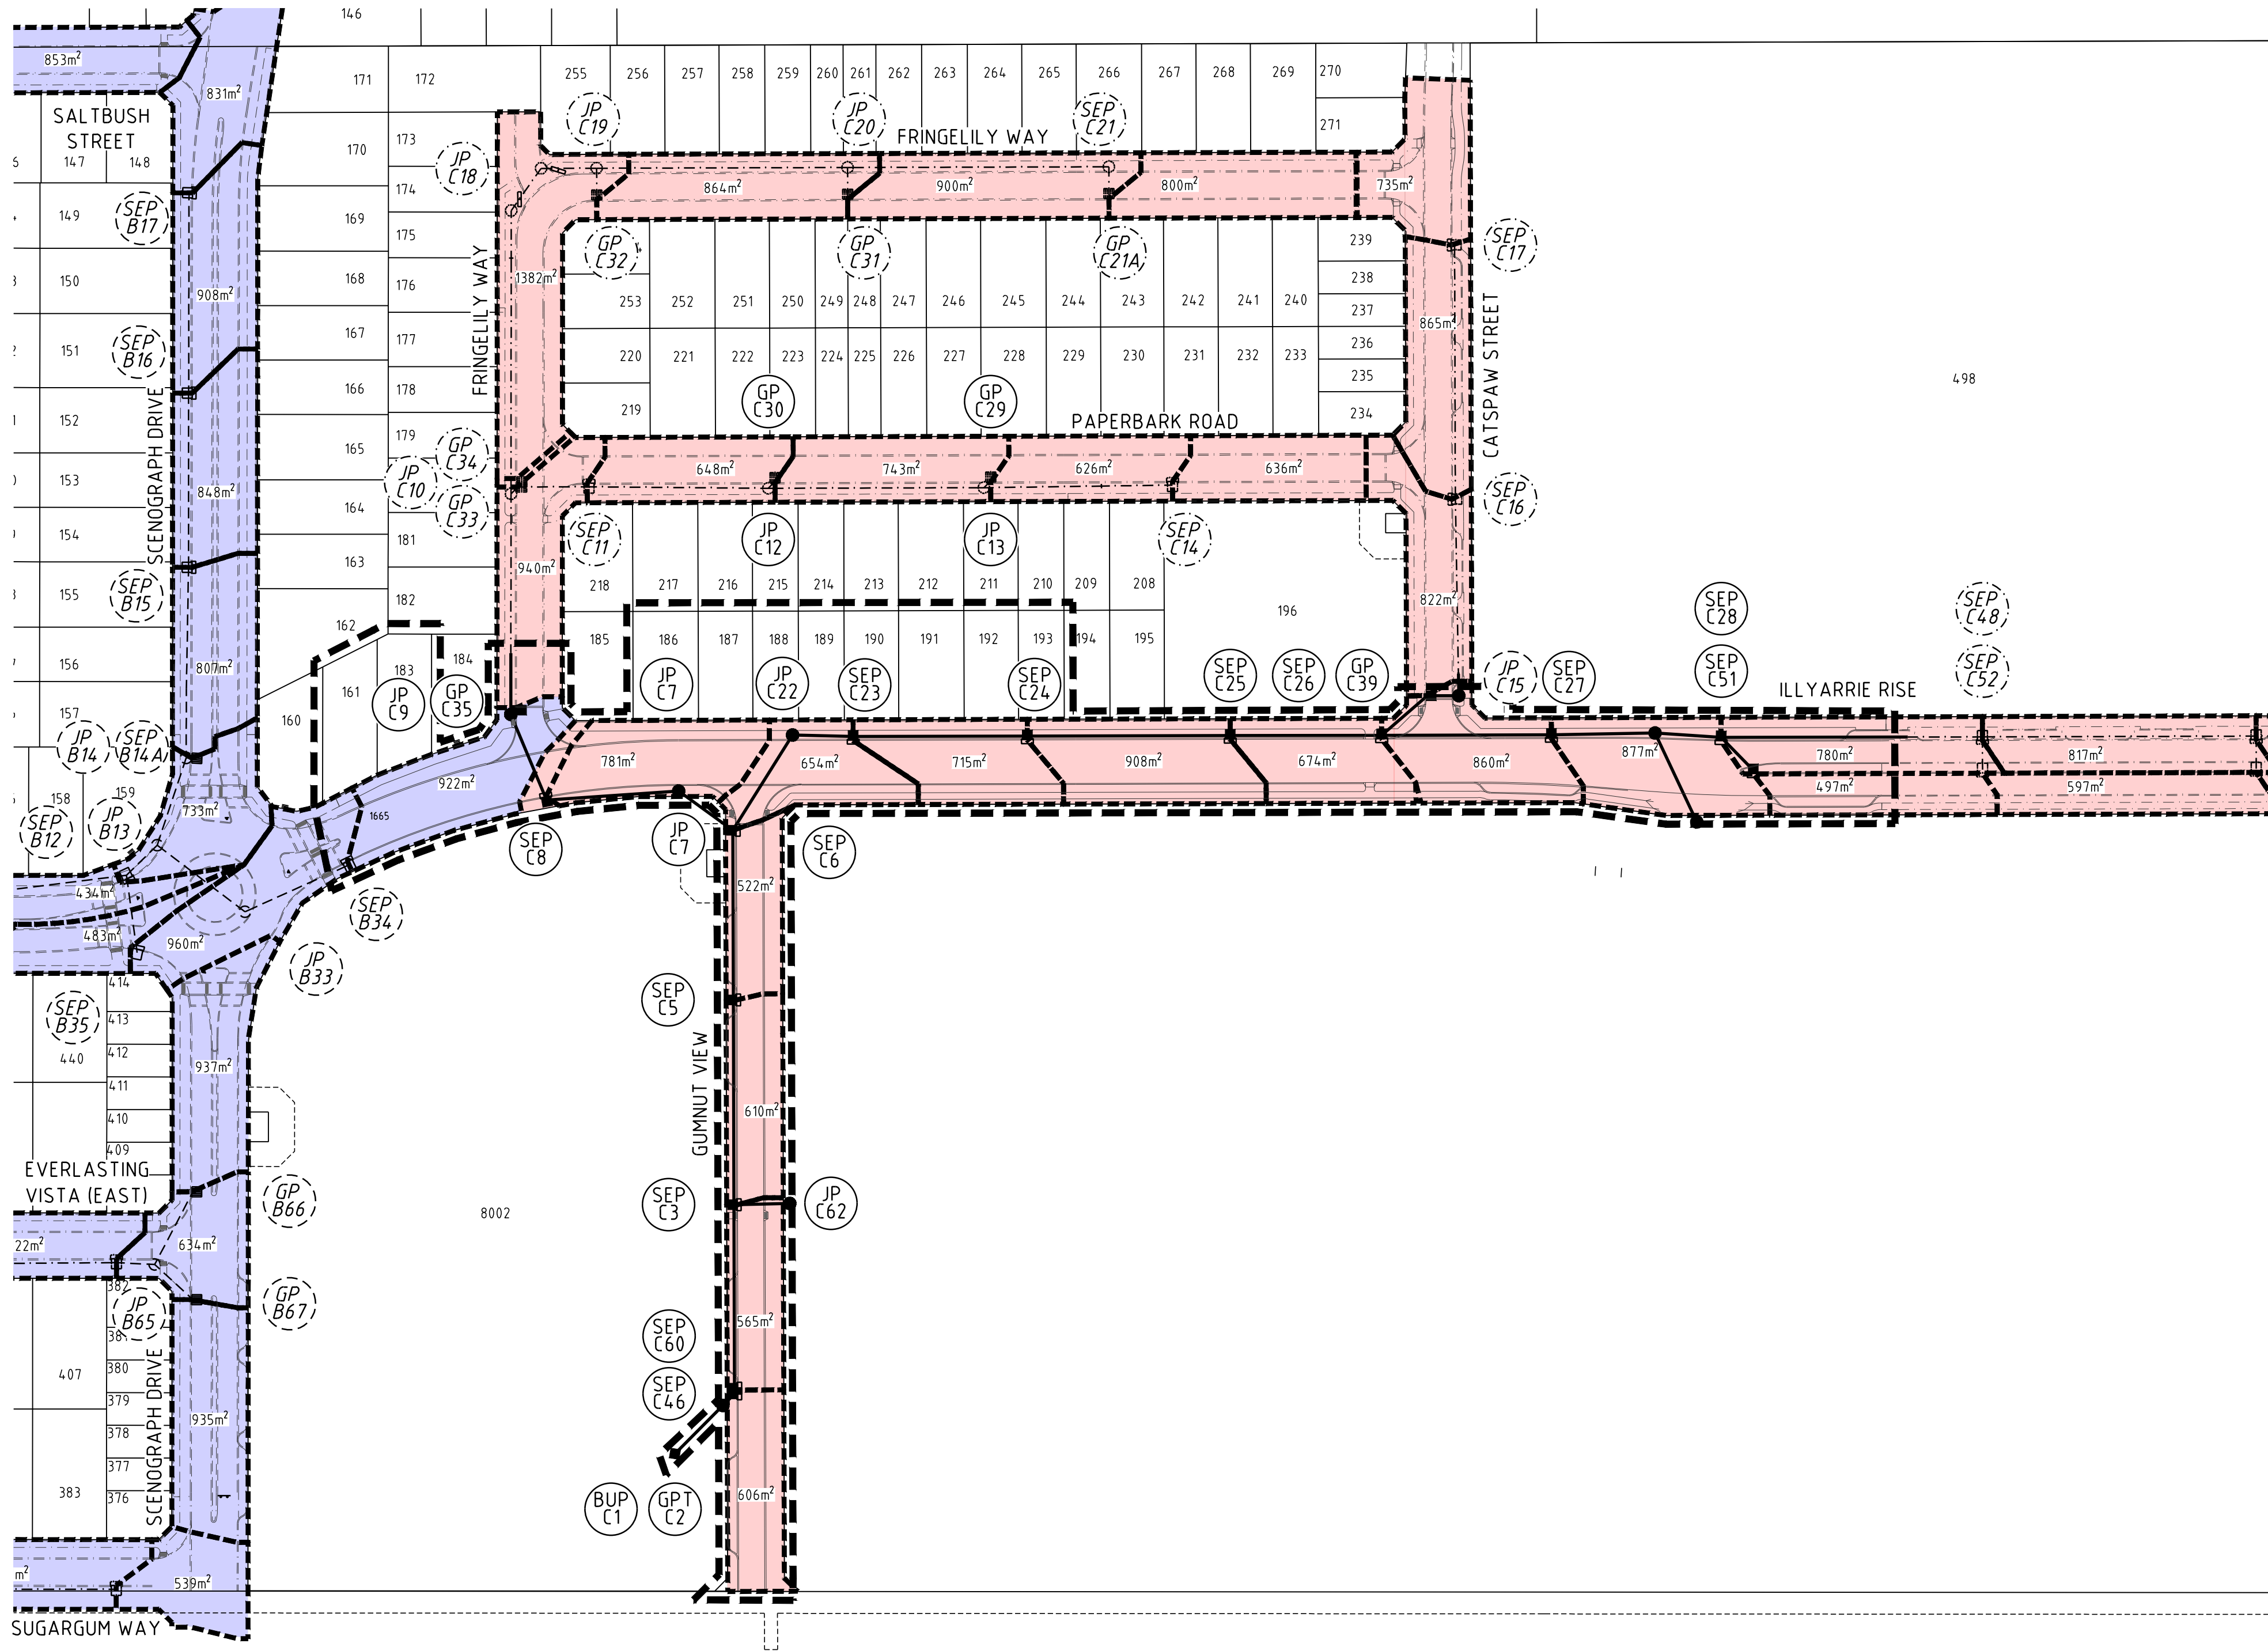 146
853m²
831m²
SALTBUSH
STREET
147
148
171
172
173
170
174
169
175
168
176
167
177
166
178
179
165
164
181
163
182
162
183
184
161
160
149
150
151
152
153
154
155
156
157
158
159
SEP
B17
SEP
B16
SEP
B15
JP
B14
SEP
B14A
SEP
B12
JP
B13
SCENOGRAPH DRIVE
908m²
848m²
807m²
733m²
434m²
483m²
960m²
922m²
1665
255
256
257
258
259
260
261
262
263
264
265
266
267
268
269
270
271
JP
C19
JP
C20
SEP
C21
FRINGELILY WAY
JP
C18
864m²
900m²
800m²
735m²
GP
C32
GP
C31
GP
C21A
SEP
C17
FRINGELILY WAY
1382m²
239
238
237
236
235
234
253
252
251
250
249
248
247
246
245
244
243
242
241
240
220
221
222
223
224
225
226
227
228
229
230
231
232
233
219
GP
C30
GP
C29
PAPERBARK ROAD
865m²
CATSPAW STREET
498
GP
C34
JP
C10
GP
C33
648m²
743m²
626m²
636m²
SEP
C16
SEP
C11
JP
C12
JP
C13
SEP
C14
940m²
218
217
216
215
214
213
212
211
210
209
208
196
822m²
185
186
187
188
189
190
191
192
193
194
195
SEP
C28
SEP
C48
JP
C9
GP
C35
JP
C7
JP
C22
SEP
C23
SEP
C24
SEP
C25
SEP
C26
GP
C39
JP
C15
SEP
C27
SEP
C51
SEP
C52
ILLYARRIE RISE
781m²
654m²
715m²
908m²
674m²
860m²
877m²
780m²
817m²
497m²
597m²
SEP
C8
JP
C7
SEP
C6
SEP
B34
JP
B33
522m²
SEP
B35
414
413
412
411
410
409
440
937m²
SEP
C5
GUMNUT VIEW
610m²
EVERLASTING
VISTA (EAST)
GP
B66
8002
SEP
C3
JP
C62
22m²
634m²
382
JP
B65
GP
B67
380
379
378
377
376
407
383
SCENOGRAPH DRIVE
935m²
SEP
C60
565m²
SEP
C46
606m²
BUP
C1
GPT
C2
m²
539m²
SUGARGUM WAY